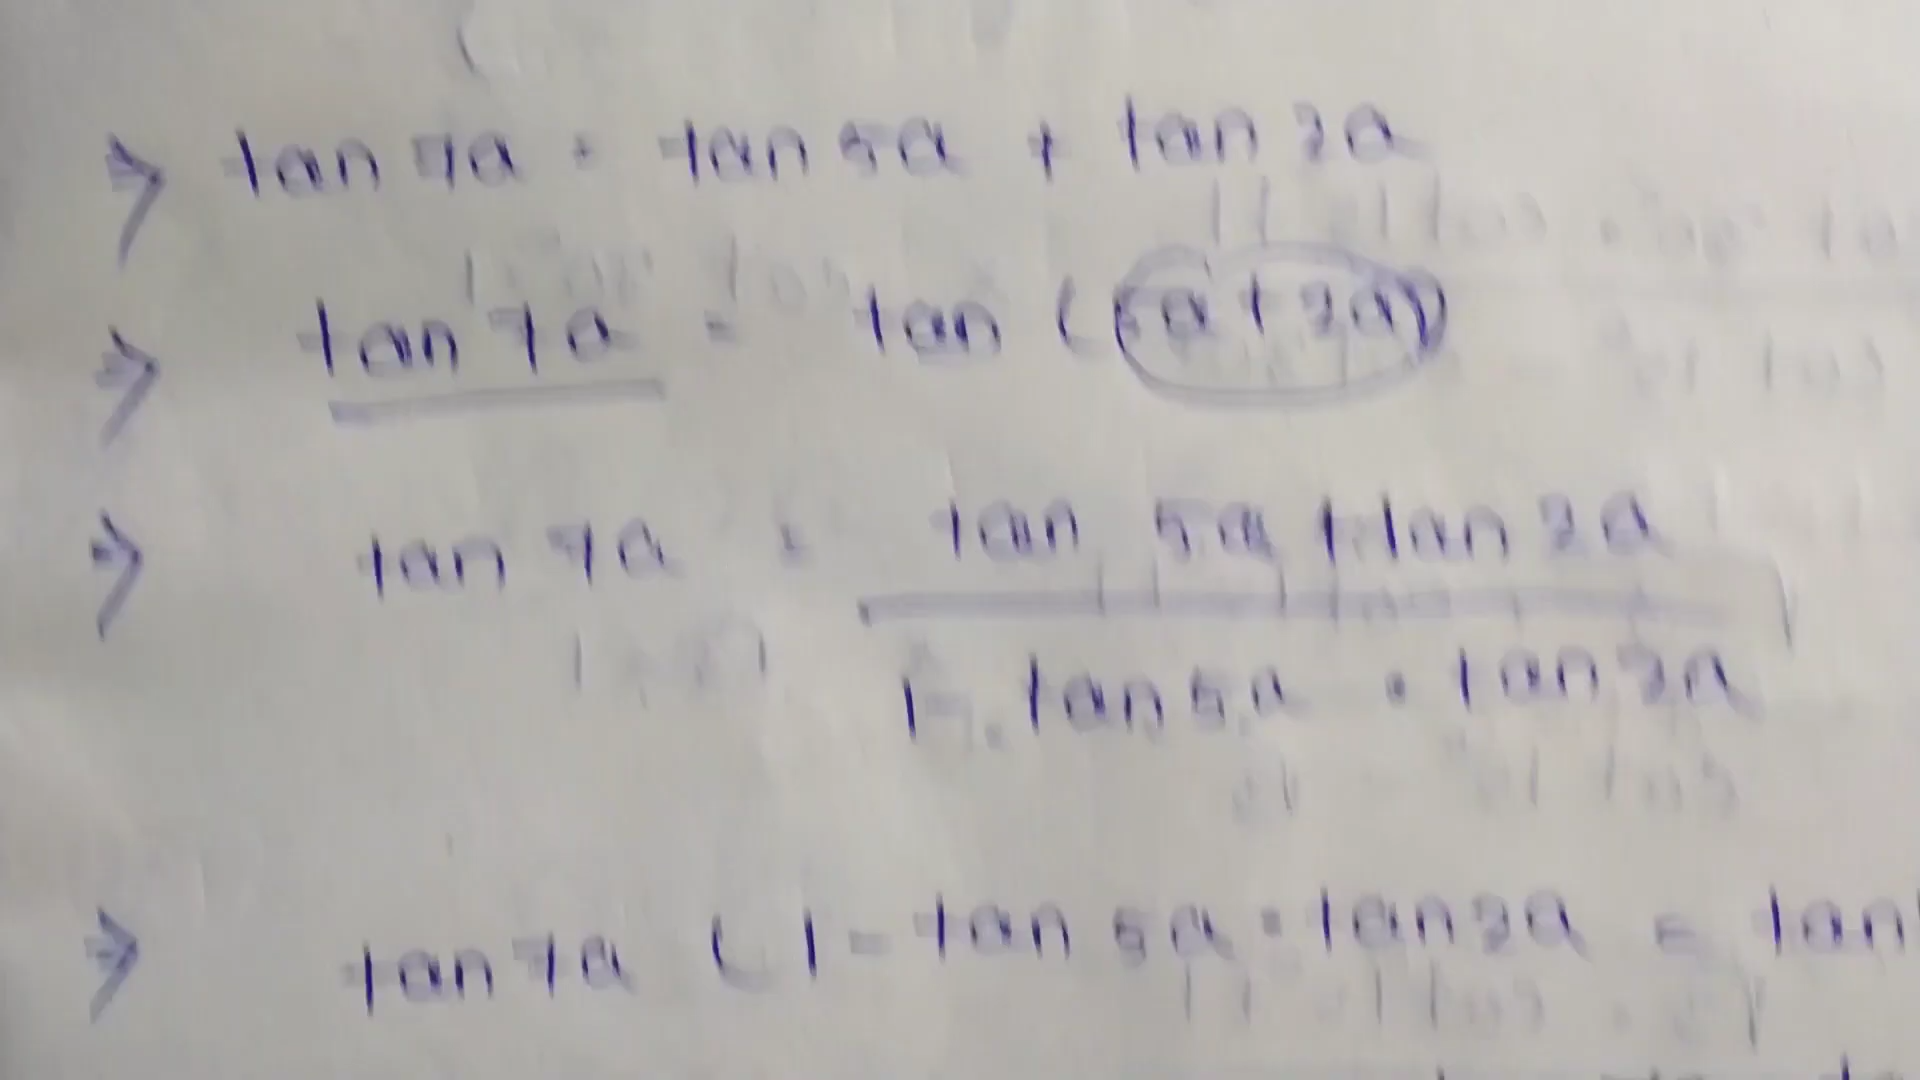 ⇒ tan 7a = tan 5a + tan 2a
⇒ tan 7a = tan (5a + 2a)
⇒ tan 7a = tan 5a + tan 2a
1 - tan 5a · tan 2a
⇒ tan 7a ( 1 - tan 5a · tan 2a = tan